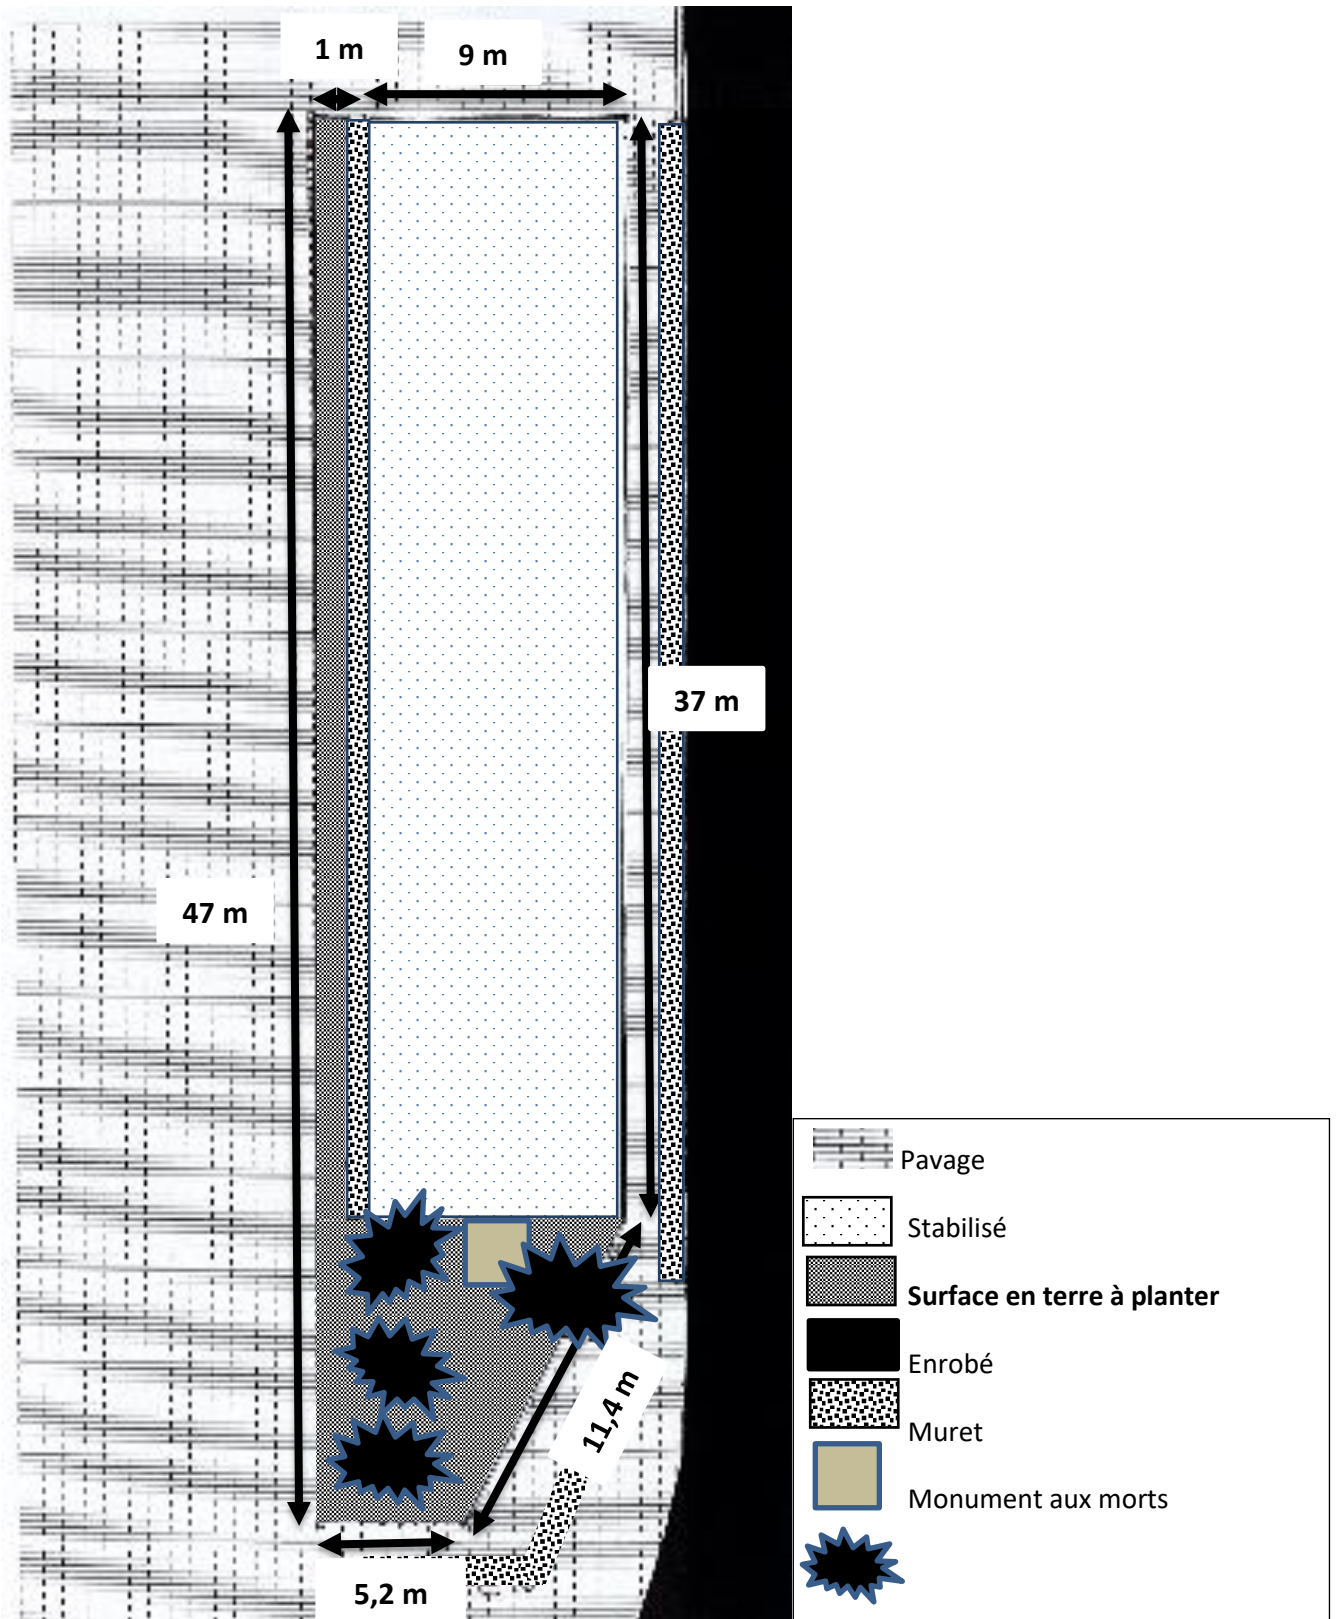 1 m
9 m
37 m
47 m
11,4 m
5,2 m
Pavage
Stabilisé
Surface en terre à planter
Enrobé
Muret
Monument aux morts